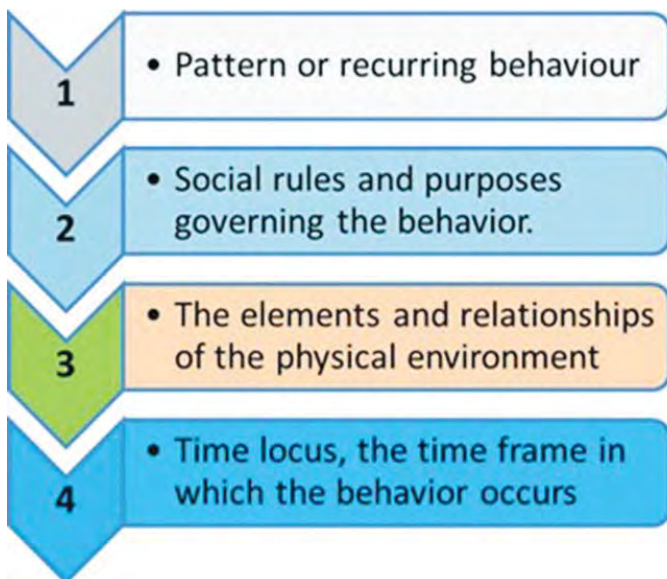 1
• Pattern or recurring behaviour
2
• Social rules and purposes
governing the behavior.
3
• The elements and relationships
of the physical environment
4
• Time locus, the time frame in
which the behavior occurs